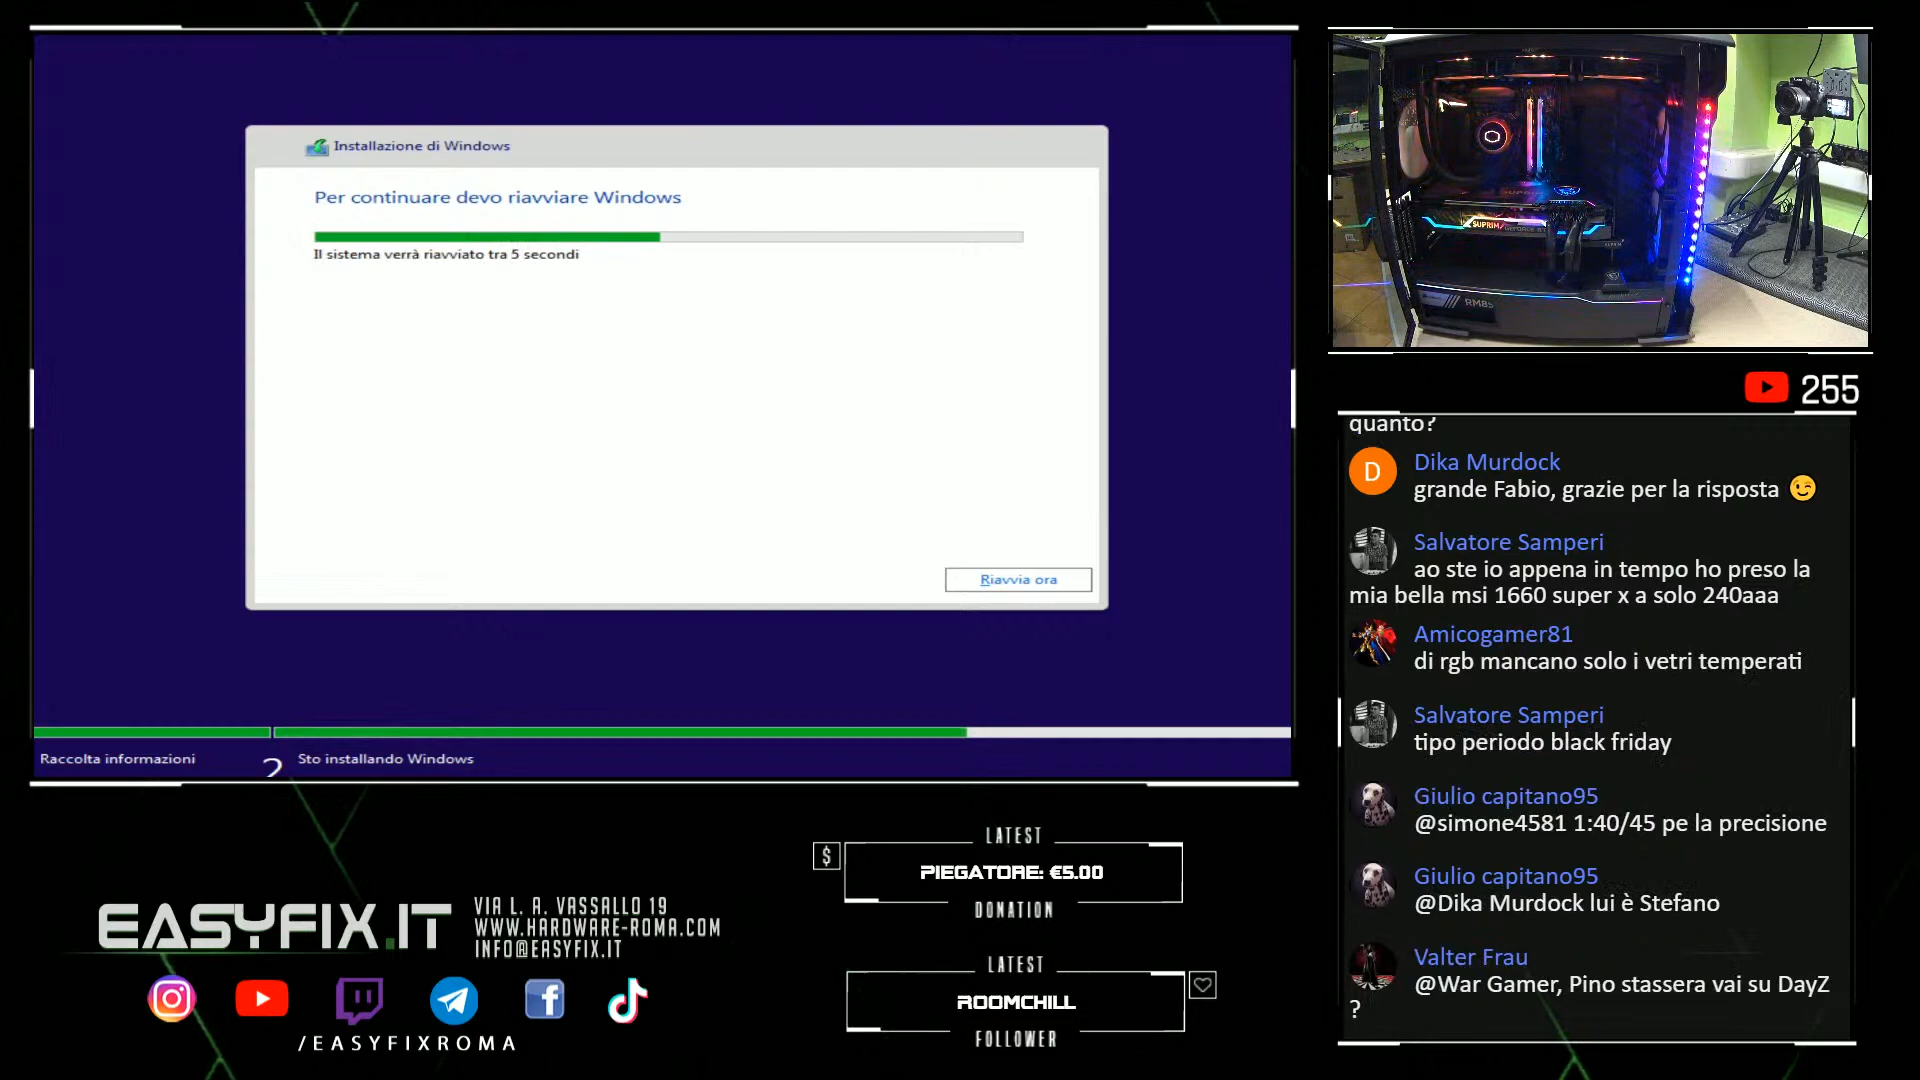 Installazione di Windows
Per continuare devo riavviare Windows
Il sistema verrà riavviato tra 5 secondi
Riavvia ora
Raccolta informazioni
2
Sto installando Windows
SUPRIM
RM85
255
quanto?
D
Dika Murdock
grande Fabio, grazie per la risposta 😉
Salvatore Samperi
ao ste io appena in tempo ho preso la
mia bella msi 1660 super x a solo 240aaa
Amicogamer81
di rgb mancano solo i vetri temperati
Salvatore Samperi
tipo periodo black friday
Giulio capitano95
@simone4581 1:40/45 pe la precisione
Giulio capitano95
@Dika Murdock lui è Stefano
Valter Frau
@War Gamer, Pino stassera vai su DayZ
?
EASYFIX.IT
VIA L. A. VASSALLO 19
WWW.HARDWARE-ROMA.COM
INFO@EASYFIX.IT
/EASYFIXROMA
LATEST
$
PIEGATORE: €5.00
DONATION
LATEST
ROOMCHILL
FOLLOWER